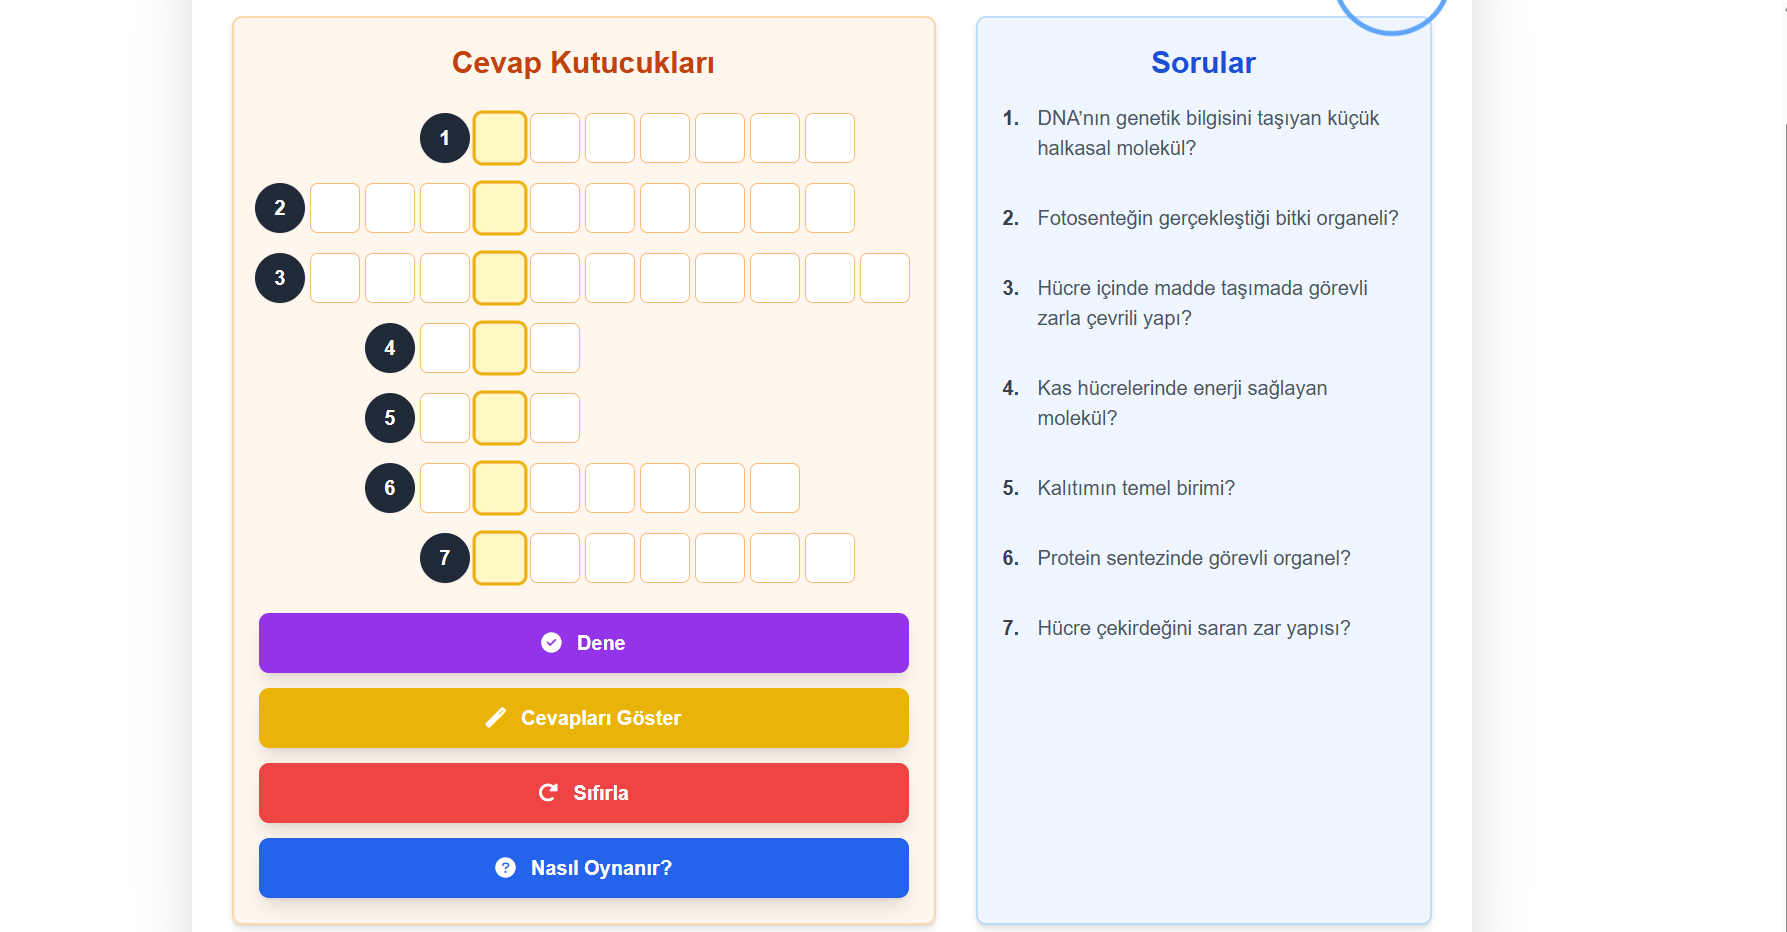 Cevap Kutucukları
1
2
3
4
5
6
7
Dene
Cevapları Göster
Sıfırla
Nasıl Oynanır?
Sorular
1. DNA’nın genetik bilgisini taşıyan küçük
halkasal molekül?
2. Fotosenteğin gerçekleştiği bitki organeli?
3. Hücre içinde madde taşımada görevli
zarla çevrili yapı?
4. Kas hücrelerinde enerji sağlayan
molekül?
5. Kalıtımın temel birimi?
6. Protein sentezinde görevli organel?
7. Hücre çekirdeğini saran zar yapısı?